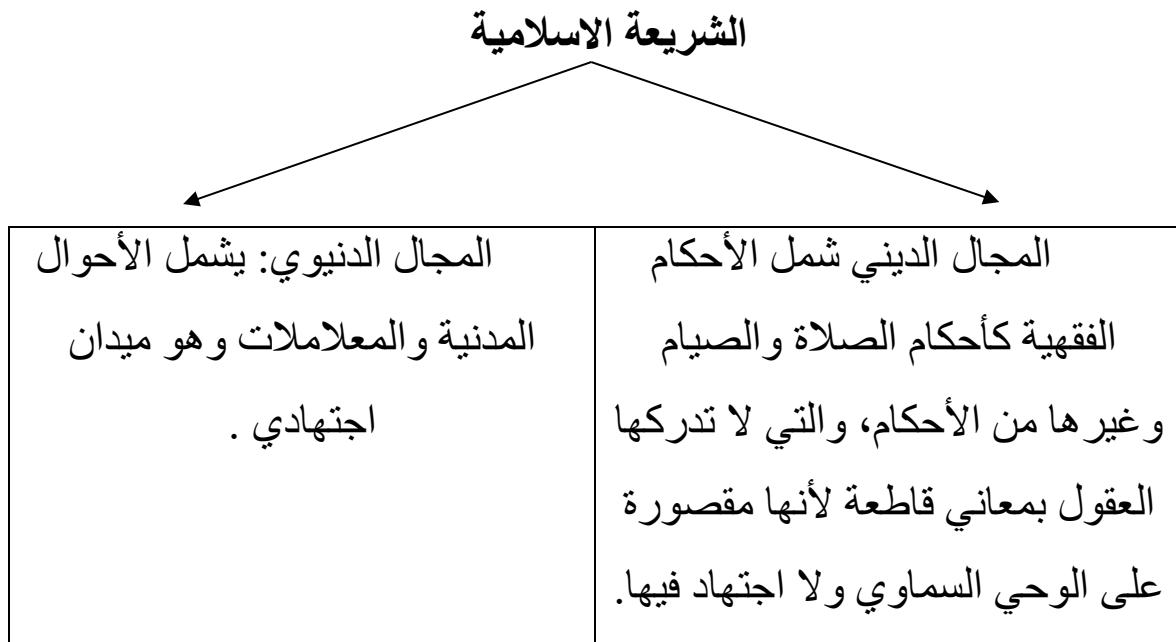 الشريعة الاسلامية
المجال الديني شمل الأحكام
الفقهية كأحكام الصلاة والصيام
وغيرها من الأحكام، والتي لا تدركها
العقول بمعاني قاطعة لأنها مقصورة
على الوحي السماوي ولا اجتهاد فيها.
المجال الدنيوي: يشمل الأحوال
المدنية والمعلاملات وهو ميدان
اجتهادي .